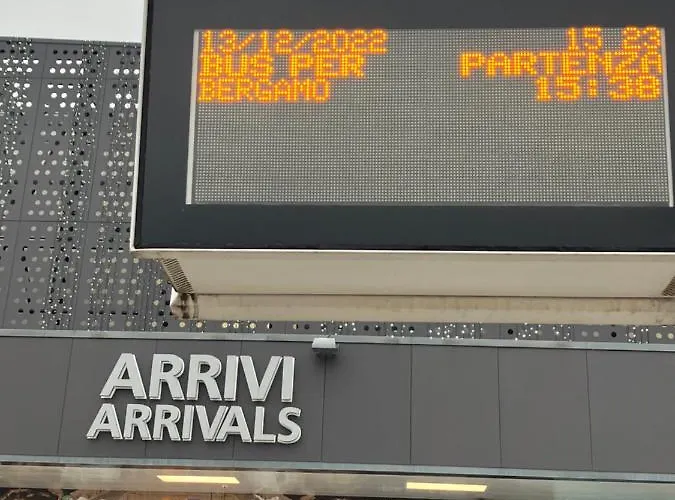 13/12/2022 15 23
BUS PER PARTENZA
BERGAMO 15:38
ARRIVI
ARRIVALS